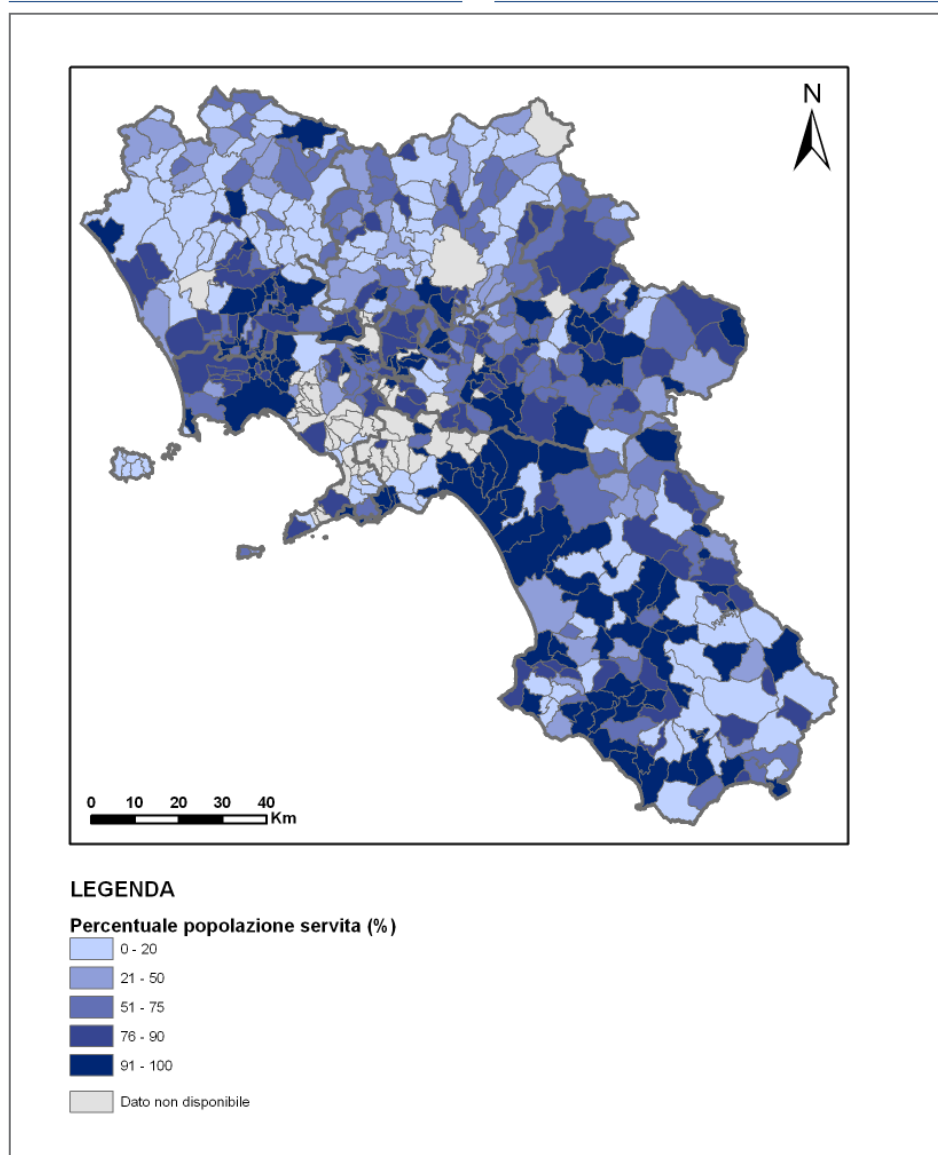 N
0 10 20 30 40
Km
LEGENDA
Percentuale popolazione servita (%)
0 - 20
21 - 50
51 - 75
76 - 90
91 - 100
Dato non disponibile